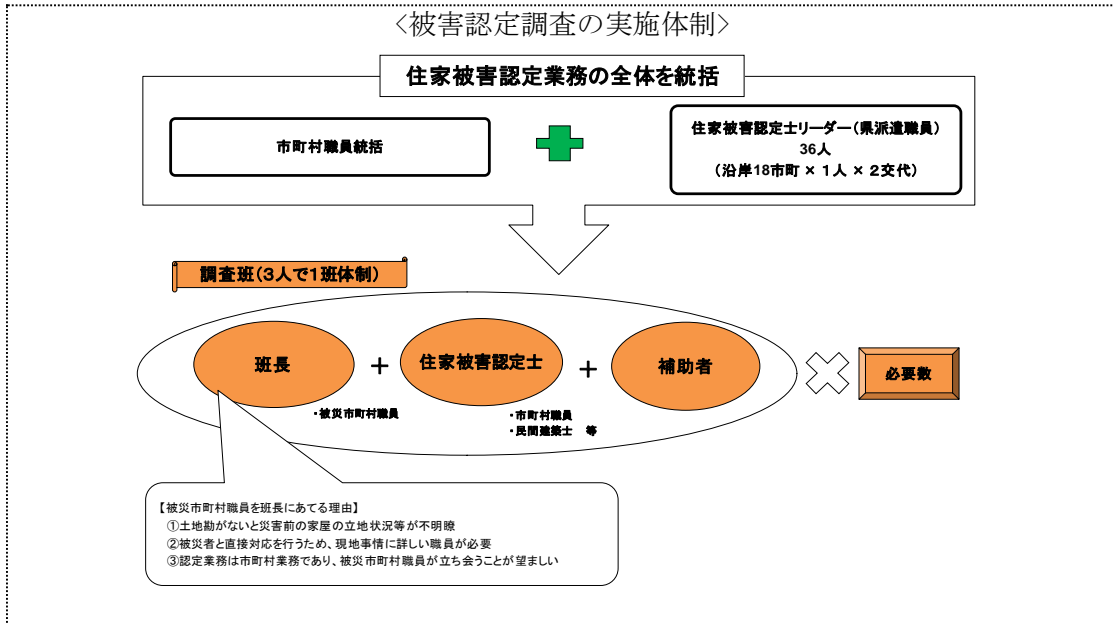 <被害認定調査の実施体制>
住家被害認定業務の全体を統括
市町村職員統括
住家被害認定士リーダー(県派遣職員)
36人
(沿岸18市町 × 1人 × 2交代)
調査班(3人で1班体制)
班長
+
住家被害認定士
+
補助者
必要数
・被災市町村職員
・市町村職員
・民間建築士 等
【被災市町村職員を班長にあてる理由】
①土地勘がないと災害前の家屋の立地状況等が不明瞭
②被災者と直接対応を行うため、現地事情に詳しい職員が必要
③認定業務は市町村業務であり、被災市町村職員が立ち会うことが望ましい